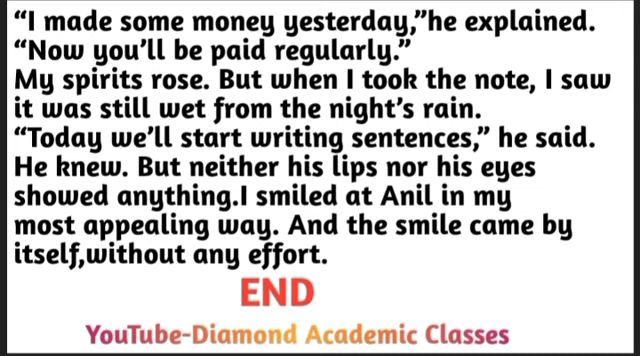 “I made some money yesterday,”he explained.
“Now you’ll be paid regularly.”
My spirits rose. But when I took the note, I saw
it was still wet from the night’s rain.
“Today we’ll start writing sentences,” he said.
He knew. But neither his lips nor his eyes
showed anything.I smiled at Anil in my
most appealing way. And the smile came by
itself,without any effort.
END
YouTube-Diamond Academic Classes